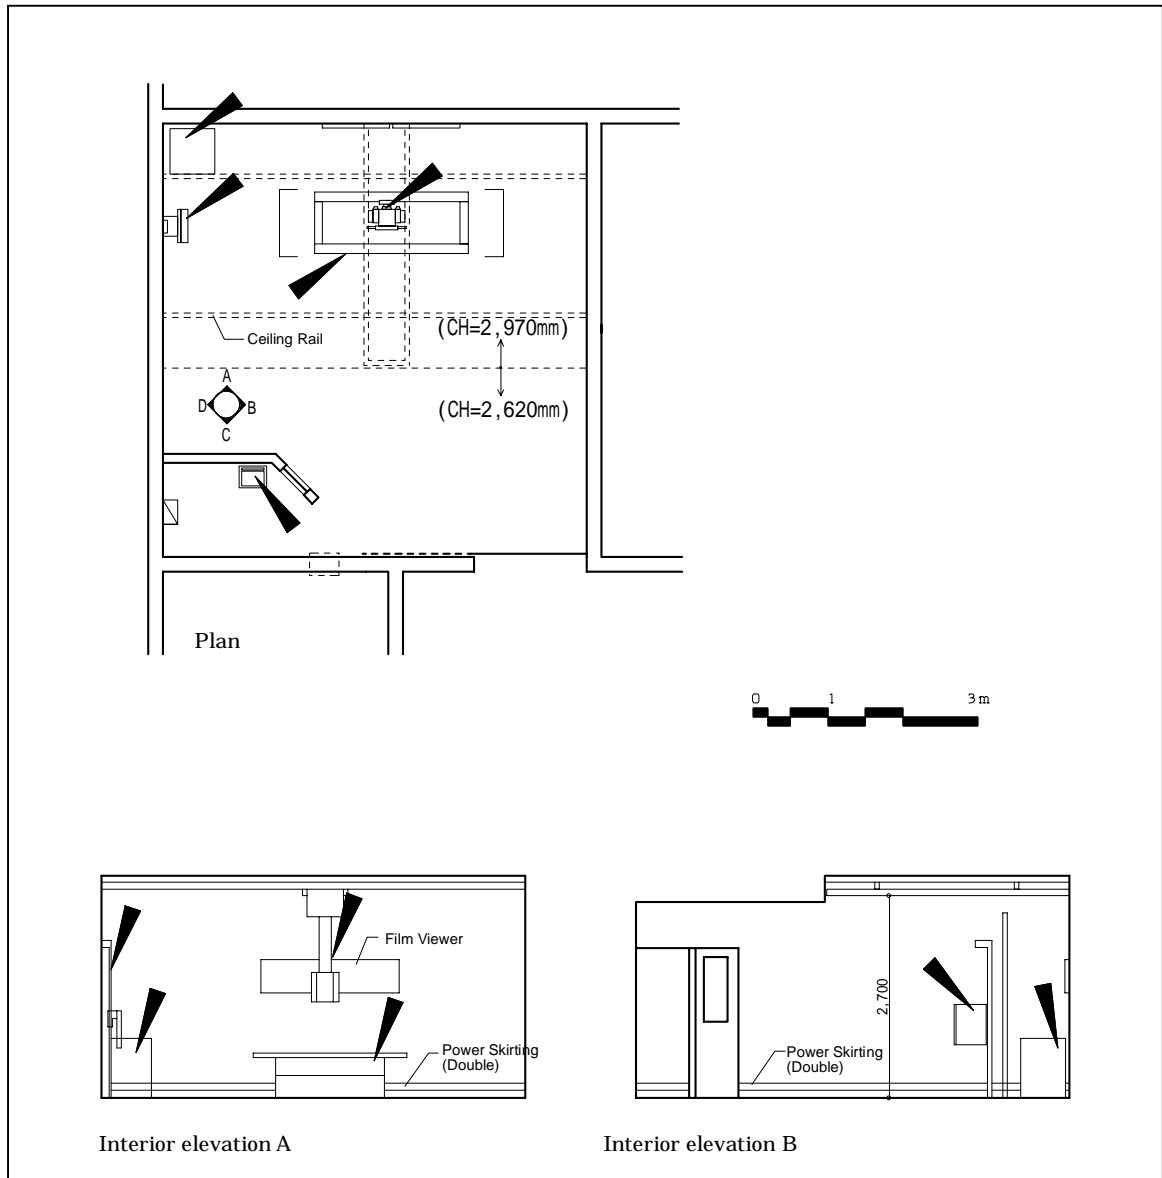 (CH=2,970mm)
Ceiling Rail
A
D B
C
(CH=2,620mm)
Plan
0 1 3m
Film Viewer
Power Skirting
(Double)
2,700
Power Skirting
(Double)
Interior elevation A
Interior elevation B